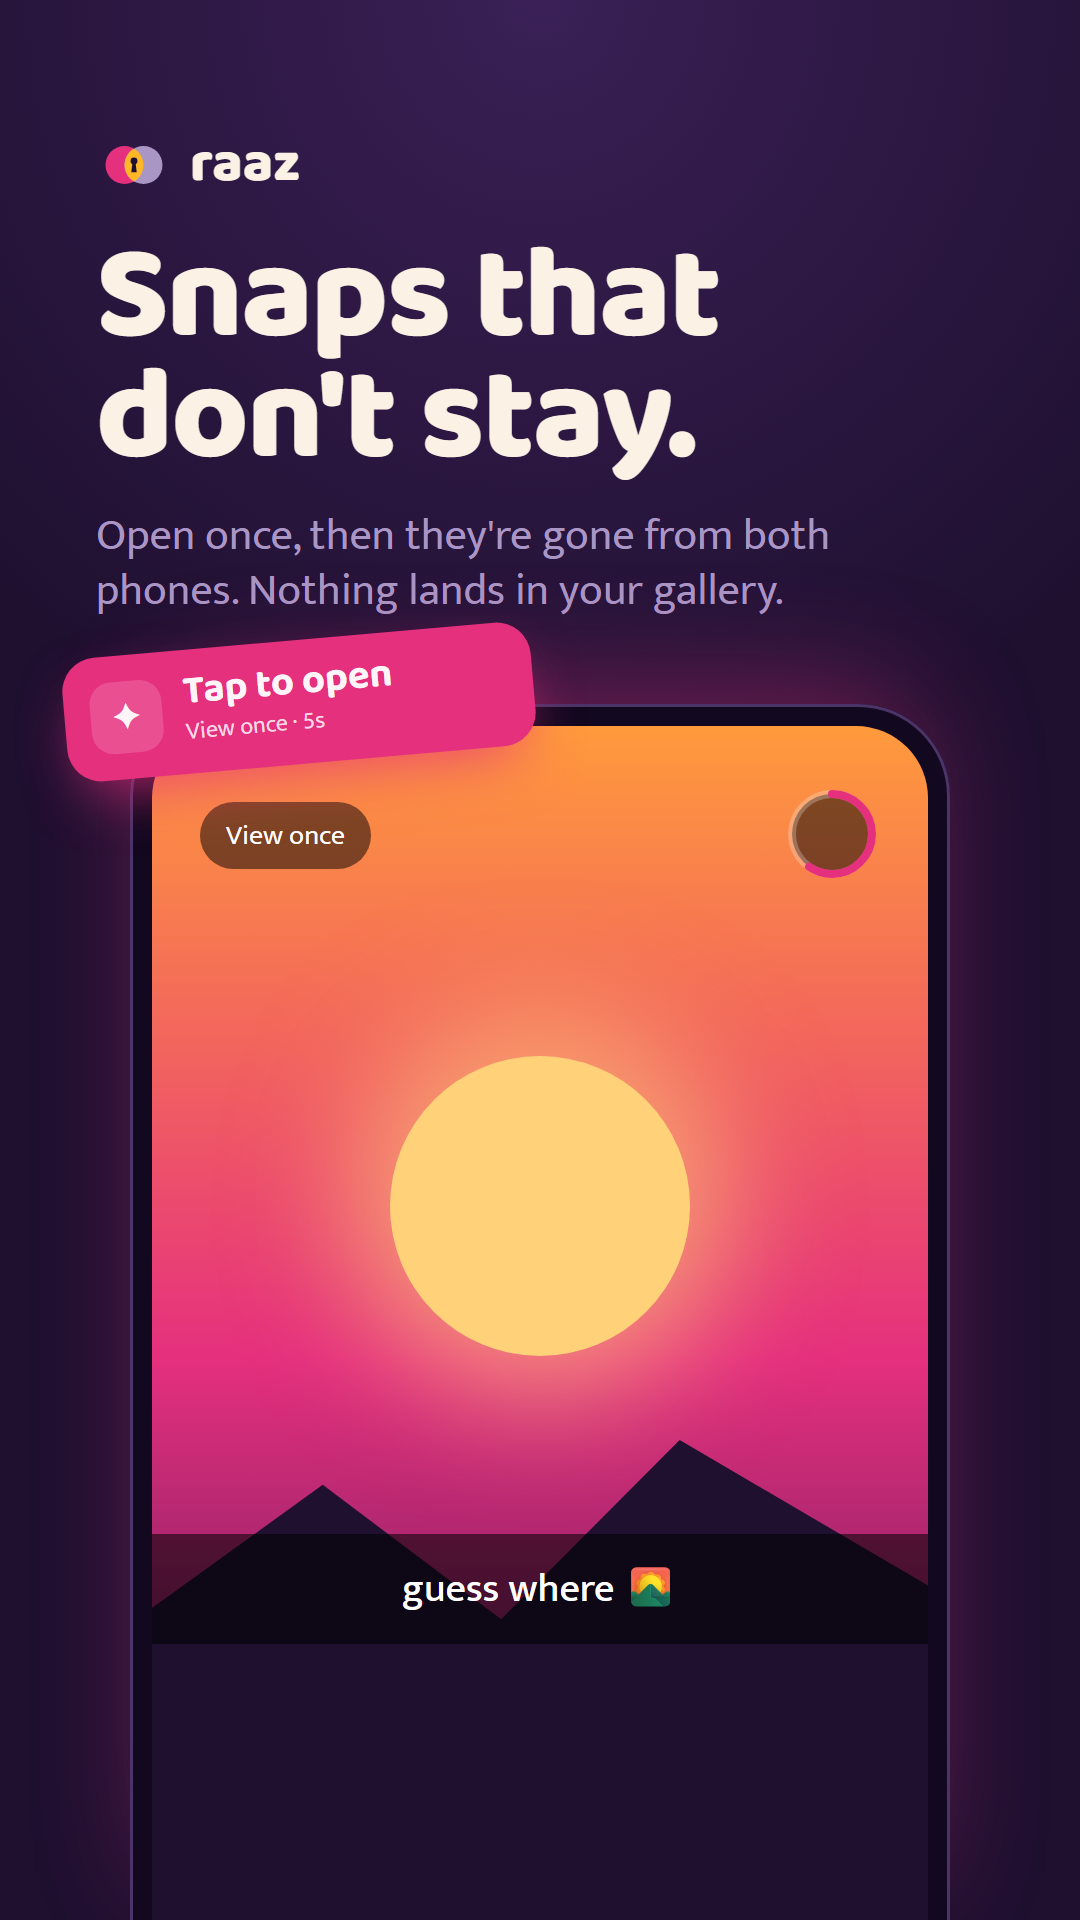 raaz
Snaps that
don't stay.
Open once, then they're gone from both
phones. Nothing lands in your gallery.
Tap to open
View once · 5s
View once
guess where 🌄